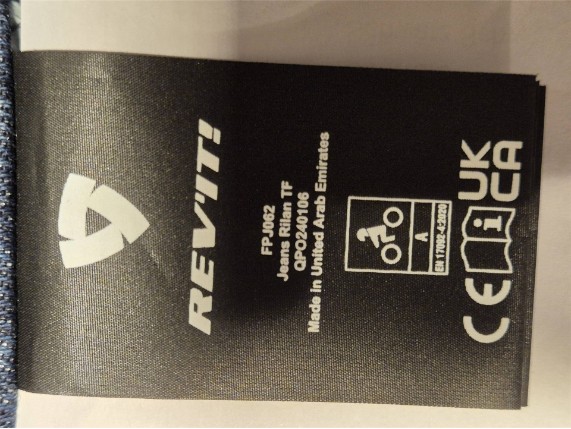 REV'IT!
FPJ062
Jeans Rilan TF
QPO240106
Made in United Arab Emirates
A
EN 17092-4:2020
CE
i
UK
CA